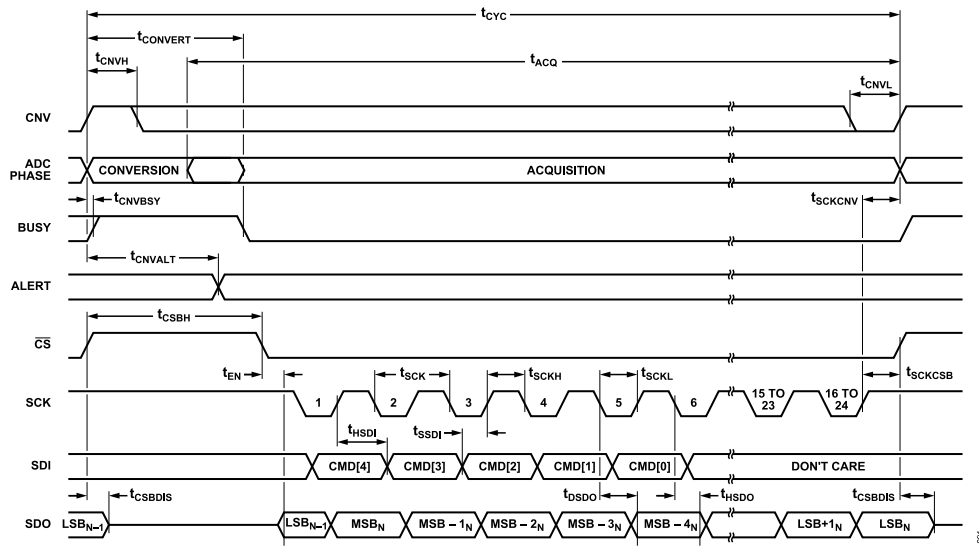 tCYC
tCONVERT
tCNVH
tACQ
tCNVL
CNV
ADC
PHASE
CONVERSION
ACQUISITION
tCNVBSY
tSCKCNV
BUSY
tCNVALT
ALERT
tCSBH
CS
tEN
tSCK
tSCKH
tSCKL
tSCKCSB
SCK
1
2
3
4
5
6
15 TO
23
16 TO
24
tHSDI
tSSDI
SDI
CMD[4]
CMD[3]
CMD[2]
CMD[1]
CMD[0]
DON'T CARE
tCSBDIS
tDSDO
tHSDO
tCSBDIS
SDO
LSBN-1
LSBN-1
MSBN
MSB – 1N
MSB – 2N
MSB – 3N
MSB – 4N
LSB+1N
LSBN